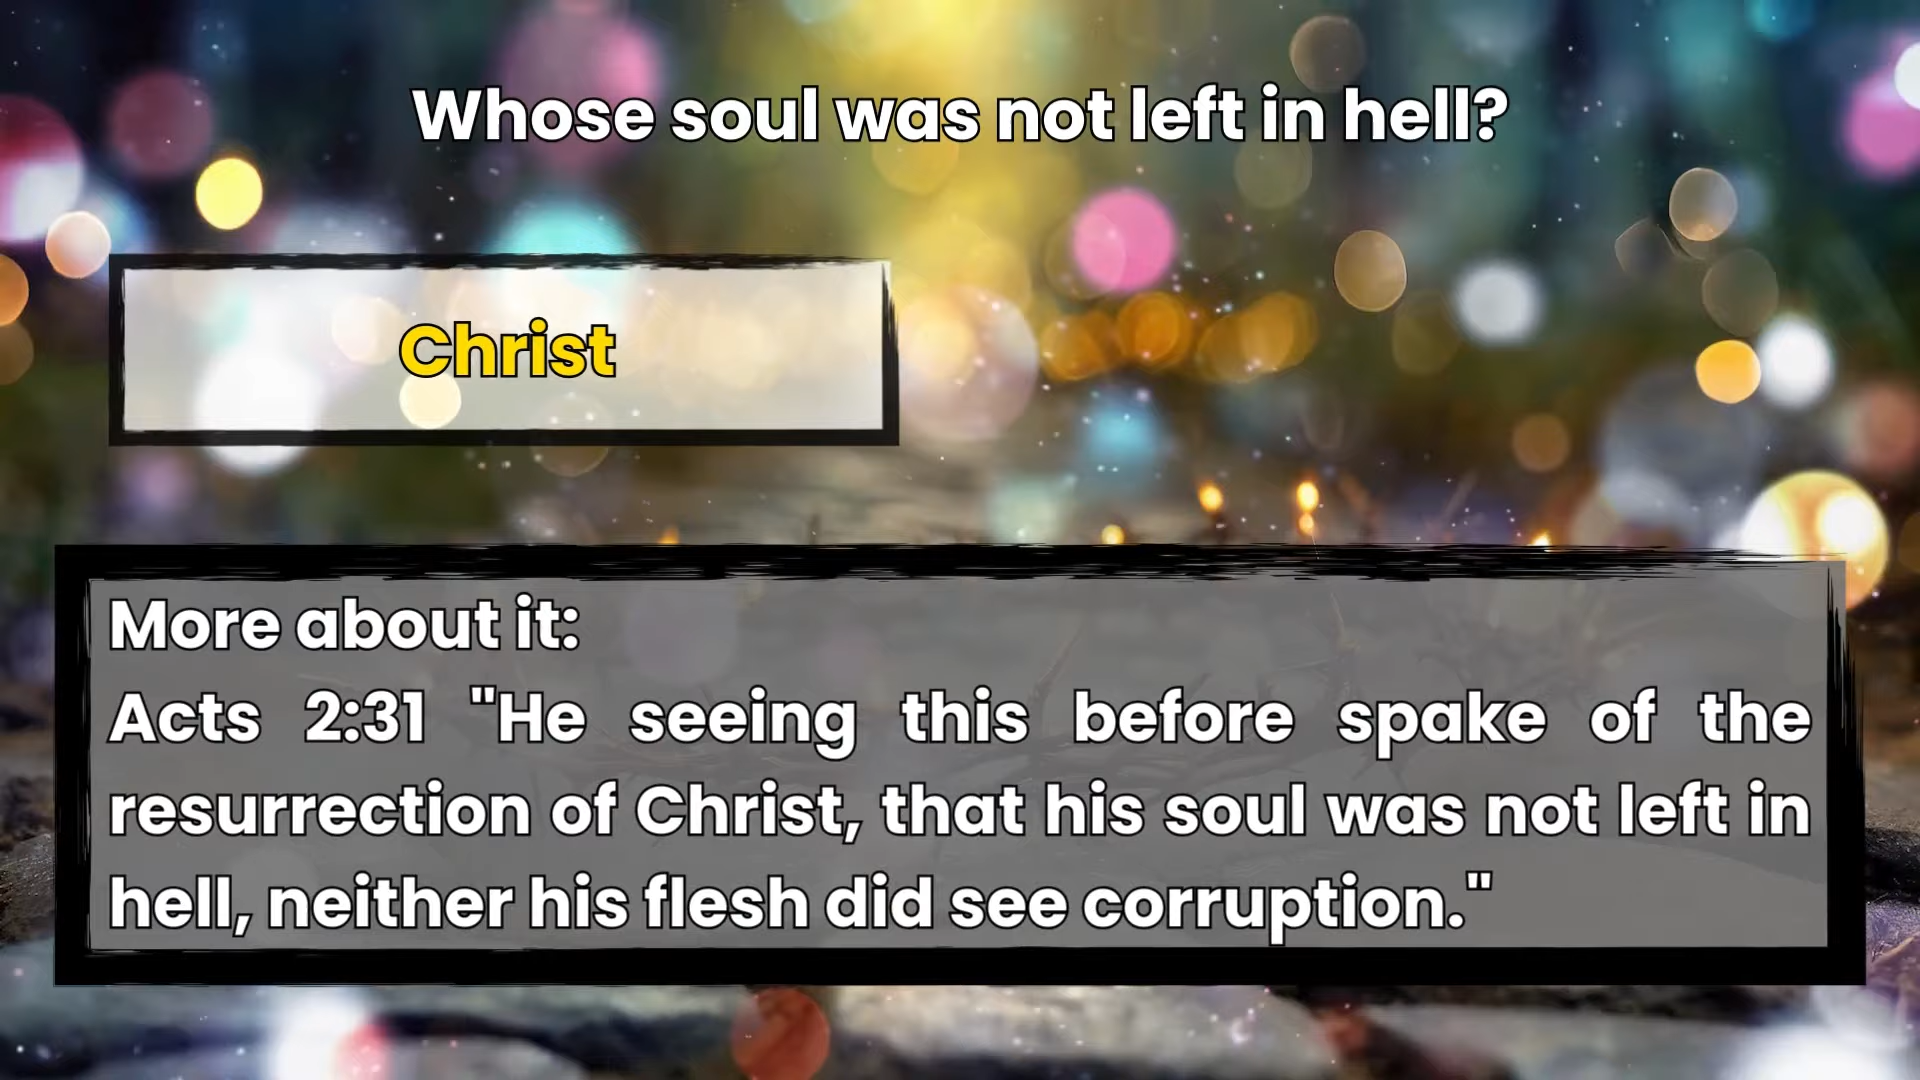 Whose soul was not left in hell?
Christ
More about it:
Acts 2:31 "He seeing this before spake of the
resurrection of Christ, that his soul was not left in
hell, neither his flesh did see corruption."